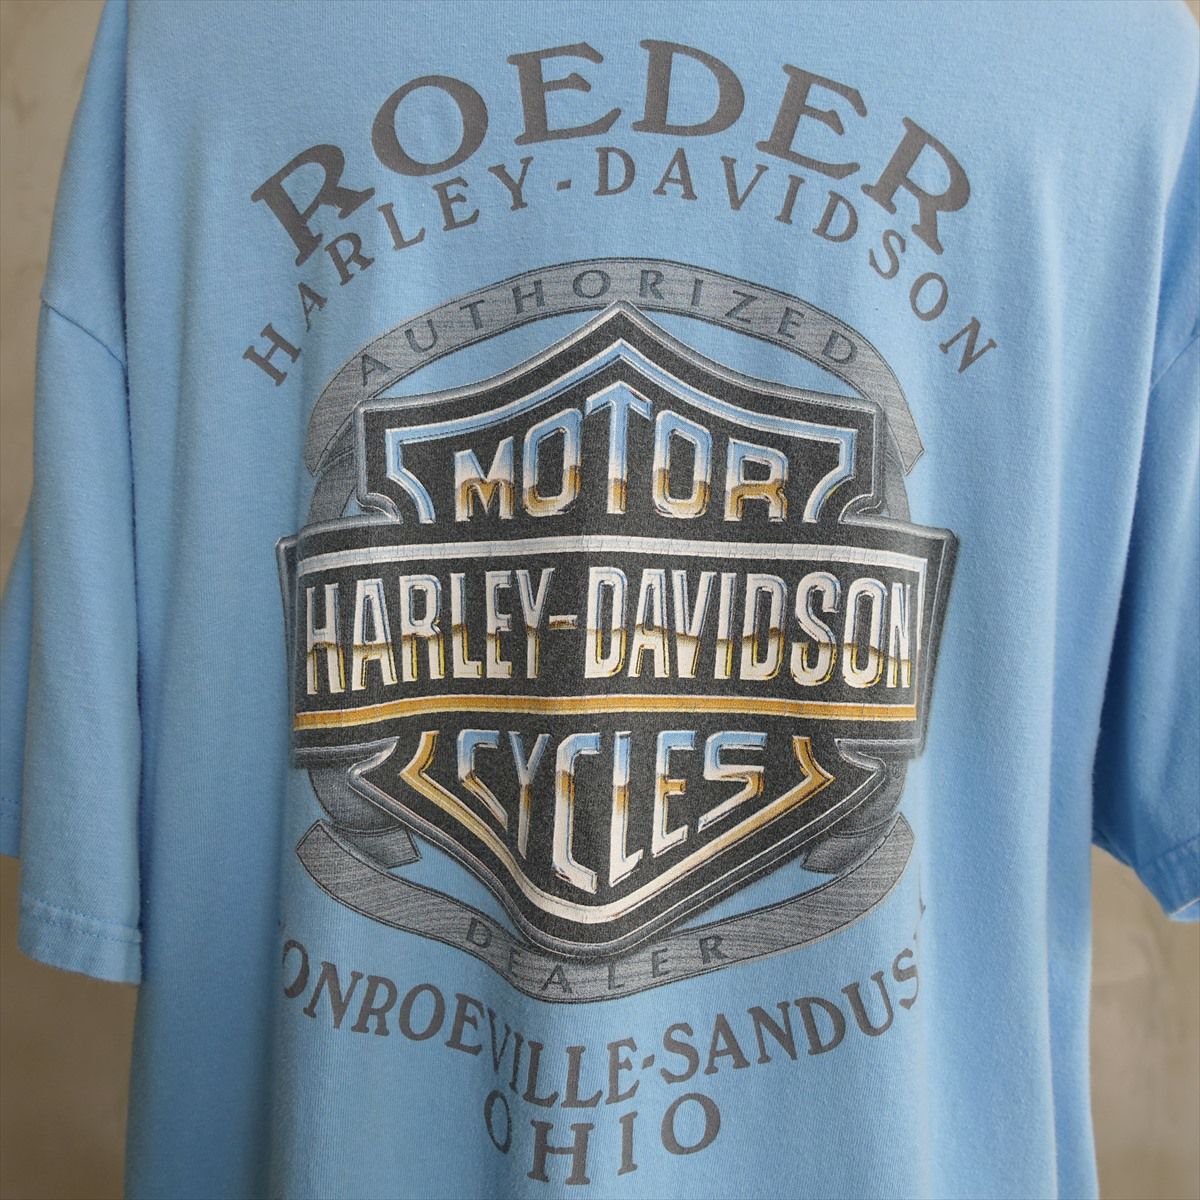 ROEDER
HARLEY-DAVIDSON
AUTHORIZED
MOTOR
HARLEY-DAVIDSON
CYCLES
DEALER
ONROEVILLE-SANDUS
OHIO